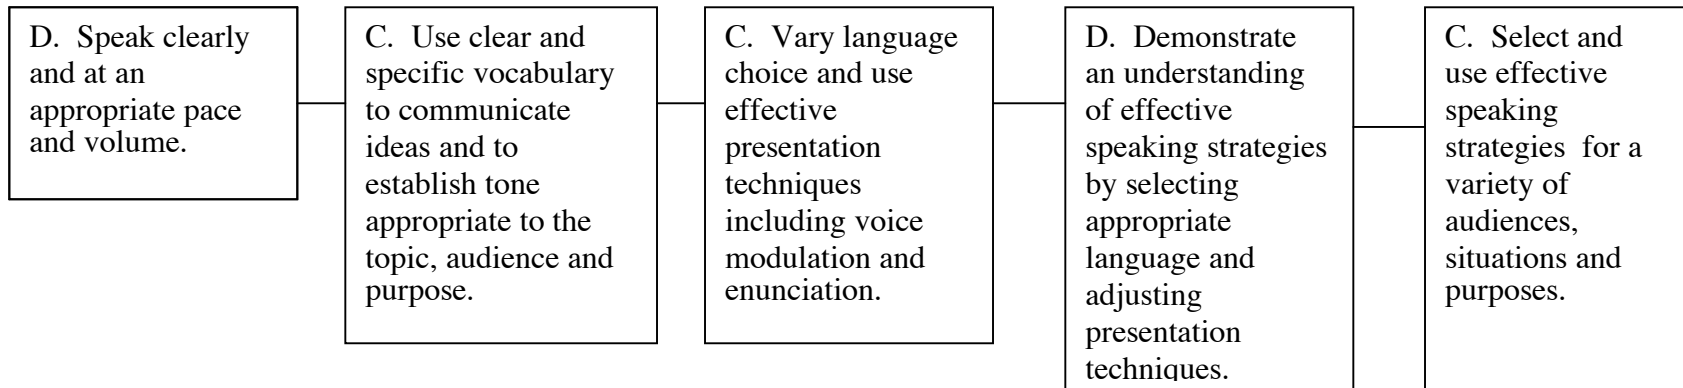 D.  Speak clearly
and at an
appropriate pace
and volume.
C.  Use clear and
specific vocabulary
to communicate
ideas and to
establish tone
appropriate to the
topic, audience and
purpose.
C.  Vary language
choice and use
effective
presentation
techniques
including voice
modulation and
enunciation.
D.  Demonstrate
an understanding
of effective
speaking strategies
by selecting
appropriate
language and
adjusting
presentation
techniques.
C.  Select and
use effective
speaking
strategies  for a
variety of
audiences,
situations and
purposes.